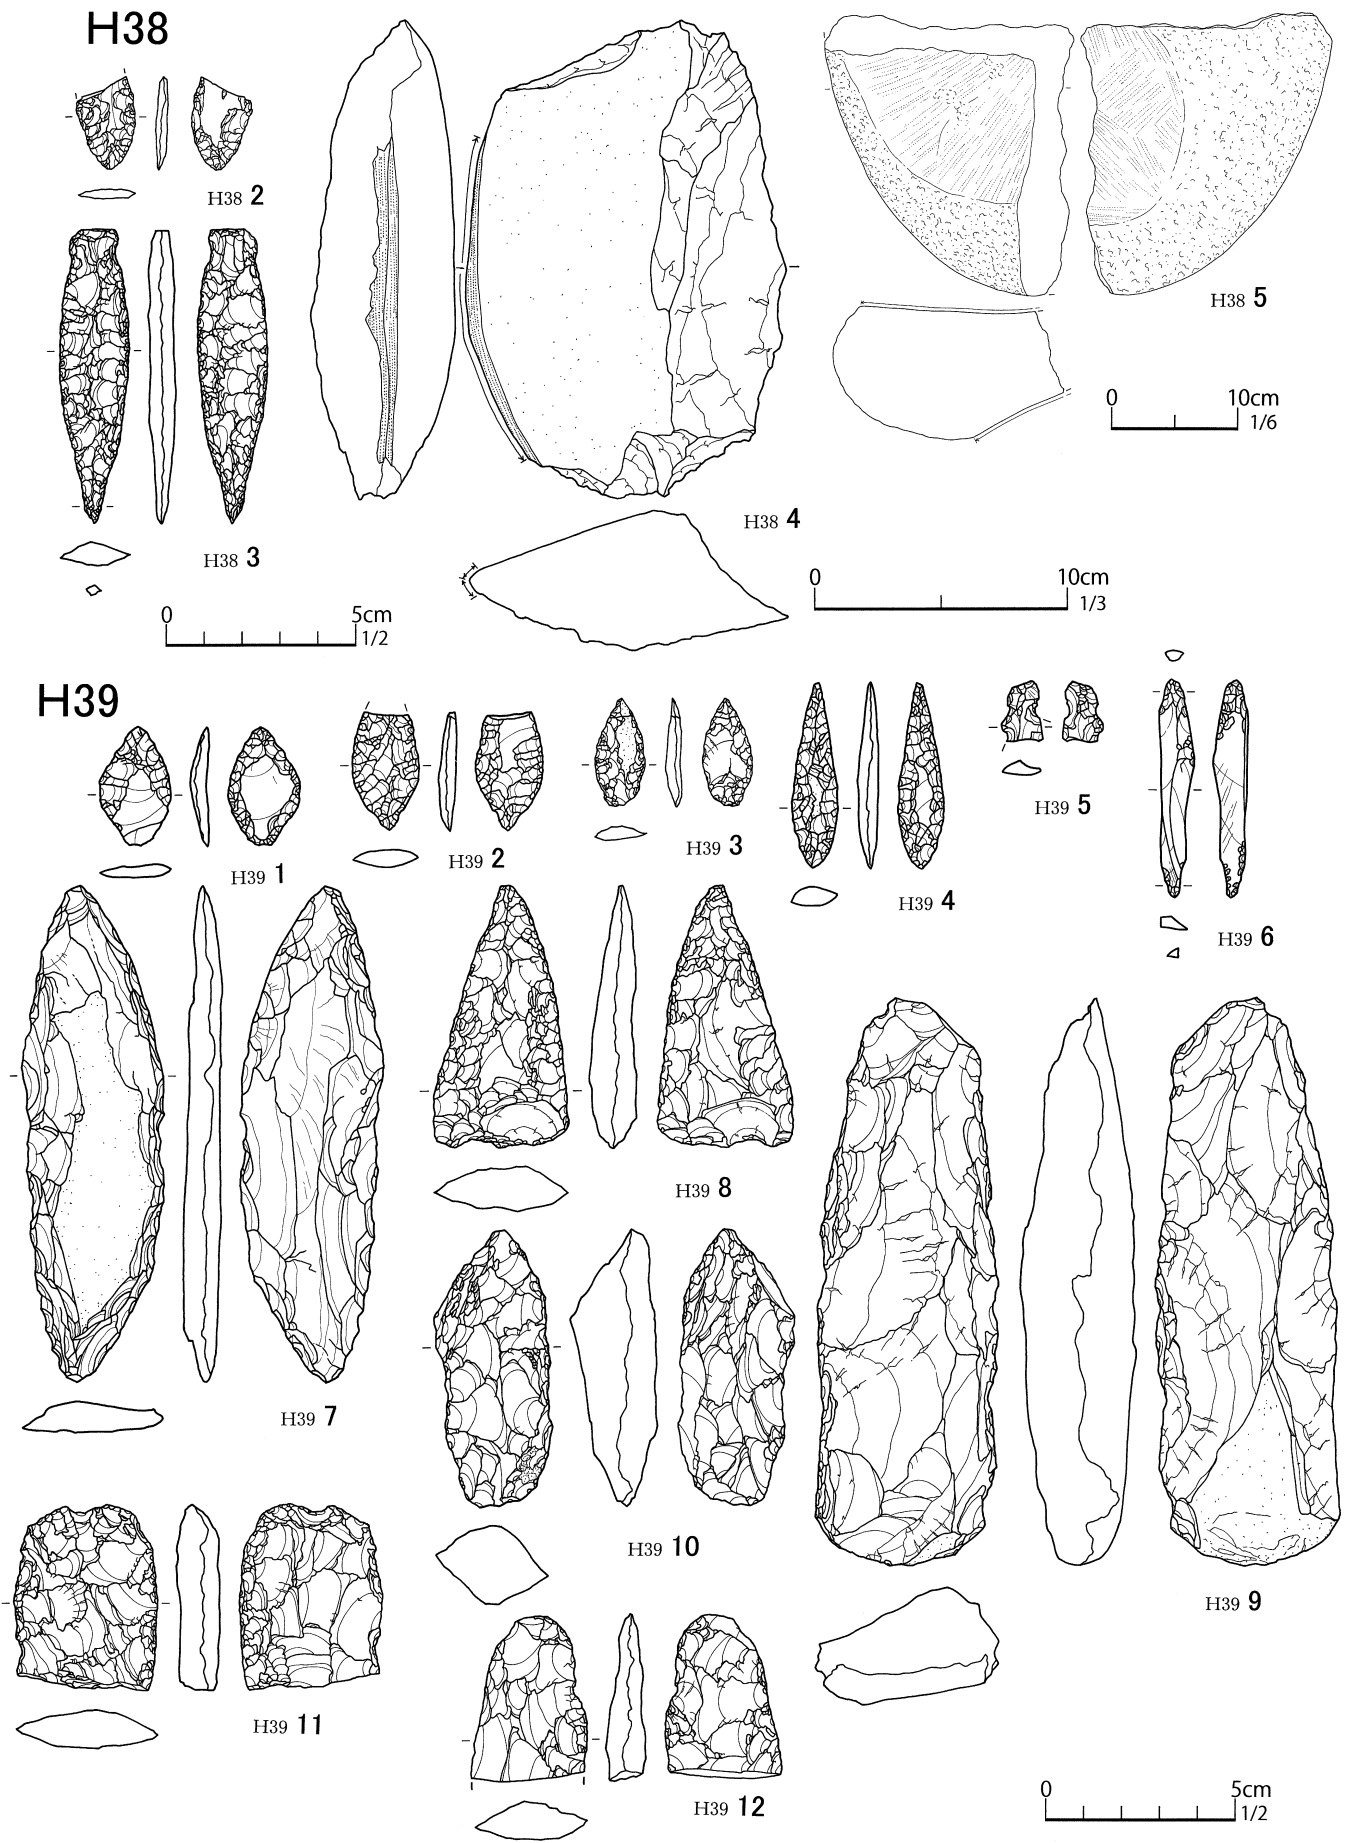 H38
H38 2
H38 3
0 5cm
1/2
H38 4
0 10cm
1/3
H38 5
0 10cm
1/6
H39
H39 1
H39 2
H39 3
H39 4
H39 5
H39 6
H39 7
H39 8
H39 9
H39 10
H39 11
H39 12
0 5cm
1/2